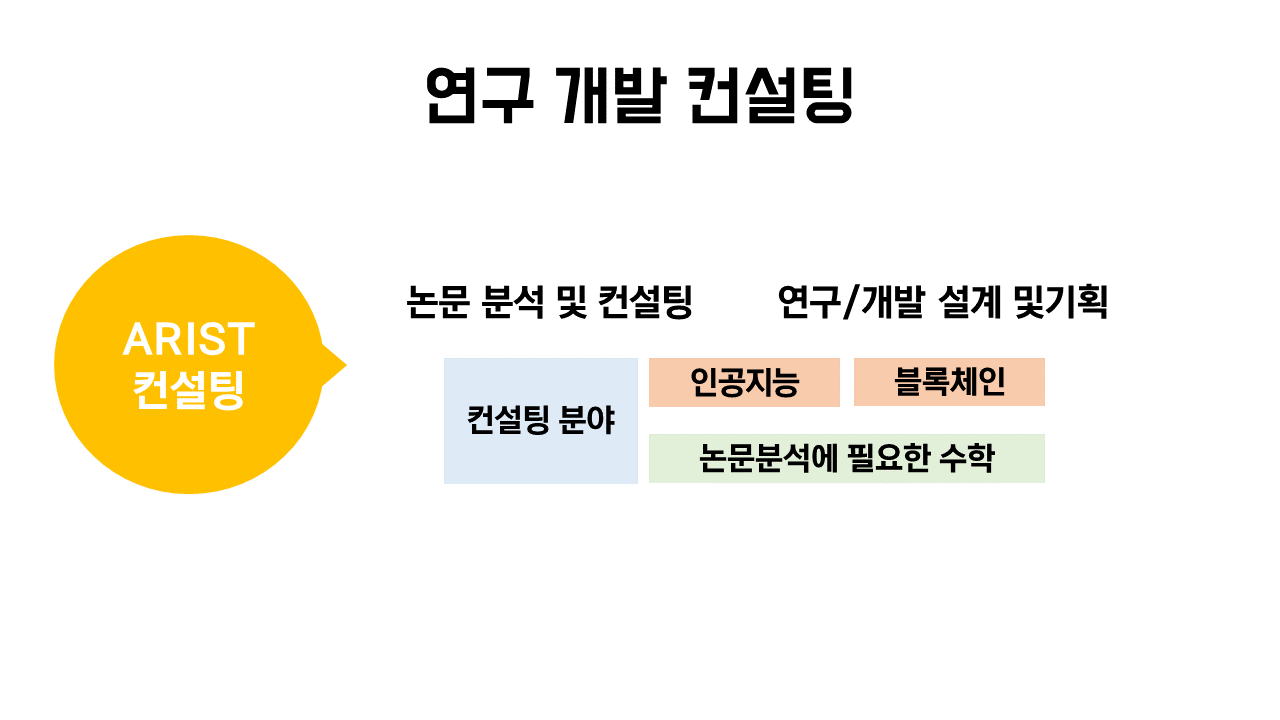 연구 개발 컨설팅
ARIST
컨설팅
논문 분석 및 컨설팅
연구/개발 설계 및기획
컨설팅 분야
인공지능
블록체인
논문분석에 필요한 수학